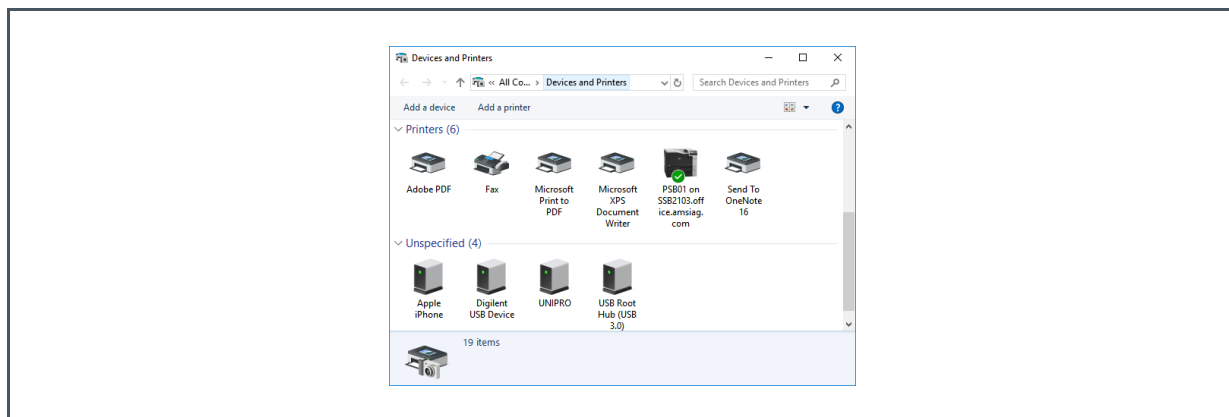 Devices and Printers
« All Co... > Devices and Printers
Search Devices and Printers
Add a device Add a printer
?
Printers (6)
Adobe PDF
Fax
Microsoft
Print to
PDF
Microsoft
XPS
Document
Writer
PSB01 on
SSB2103.off
ice.amsiag.
com
Send To
OneNote
16
Unspecified (4)
Apple
iPhone
Digilent
USB Device
UNIPRO
USB Root
Hub (USB
3.0)
19 items